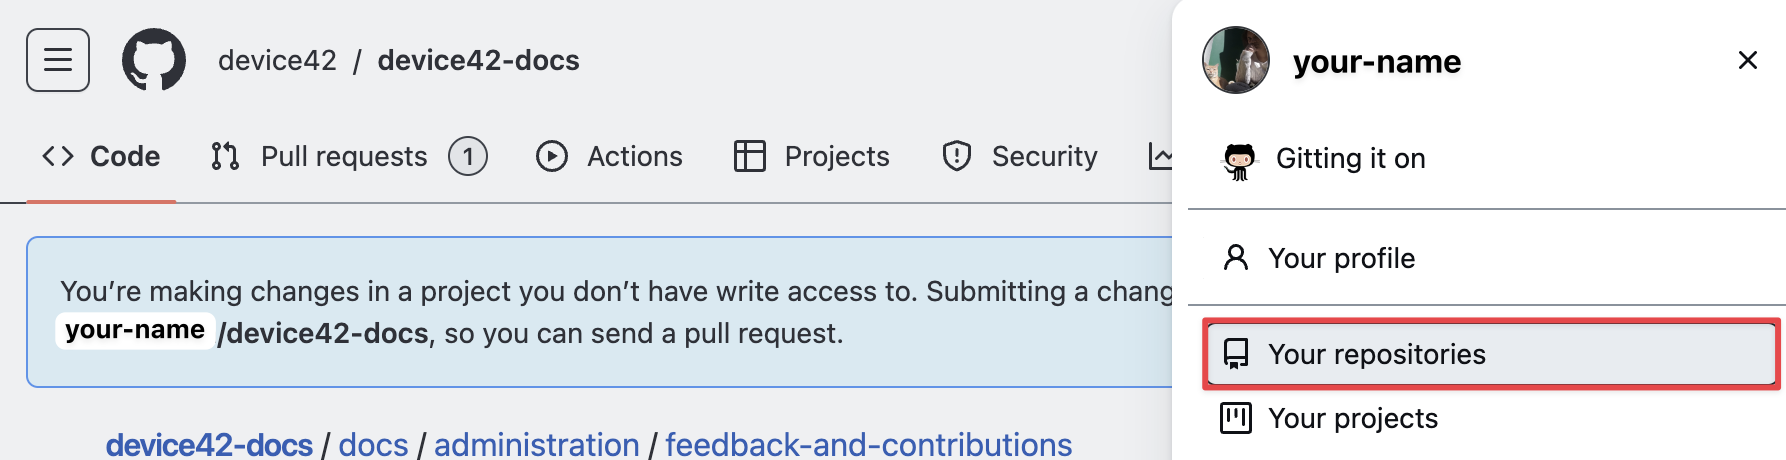 device42 / device42-docs
Code Pull requests 1 Actions Projects Security
You’re making changes in a project you don’t have write access to. Submitting a chang
your-name/device42-docs, so you can send a pull request.
device42-docs / docs / administration / feedback-and-contributions
your-name
Gitting it on
Your profile
Your repositories
Your projects